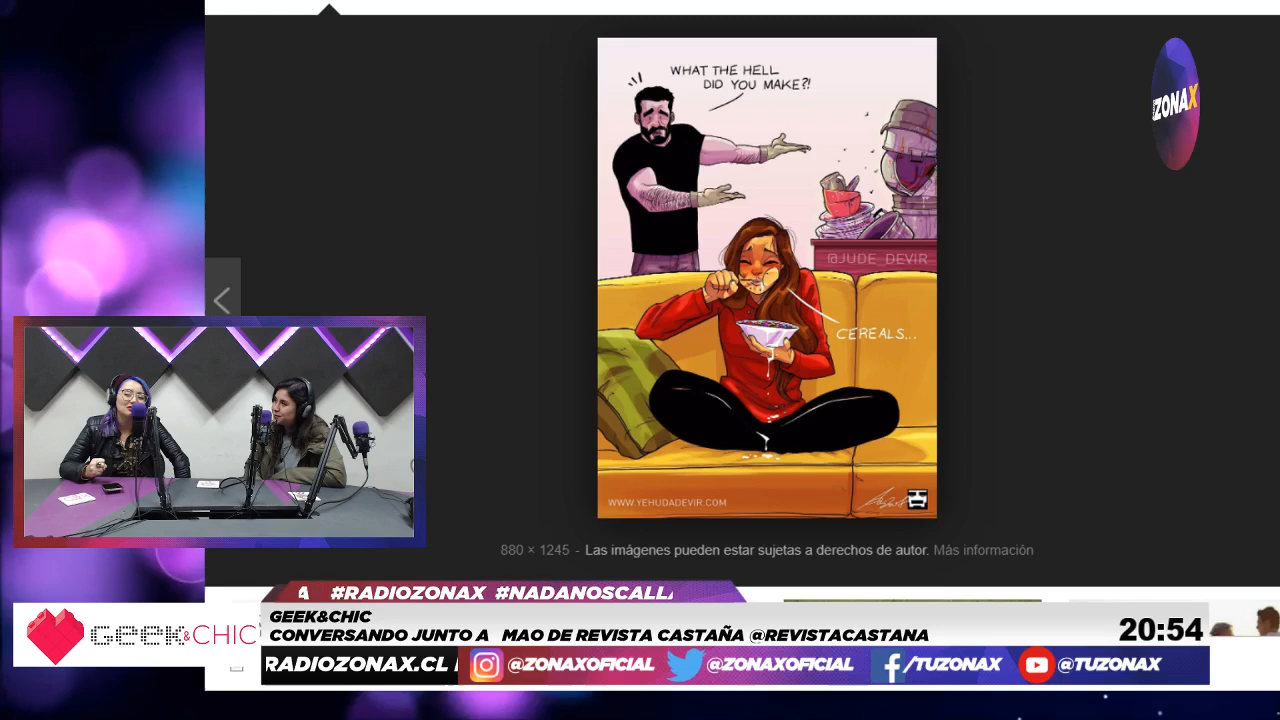 WHAT THE HELL
DID YOU MAKE?!
ZONAX
@JUDE_DEVIR
CEREALS...
WWW.YEHUDADEVIR.COM
880 × 1245 - Las imágenes pueden estar sujetas a derechos de autor. Más información
A #RADIOZONAX #NADANOSCALLA
GEEK&CHIC
GEEK&CHIC
CONVERSANDO JUNTO A MAO DE REVISTA CASTAÑA @REVISTACASTANA
20:54
RADIOZONAX.CL
@ZONAXOFICIAL
@ZONAXOFICIAL
/TUZONAX
@TUZONAX